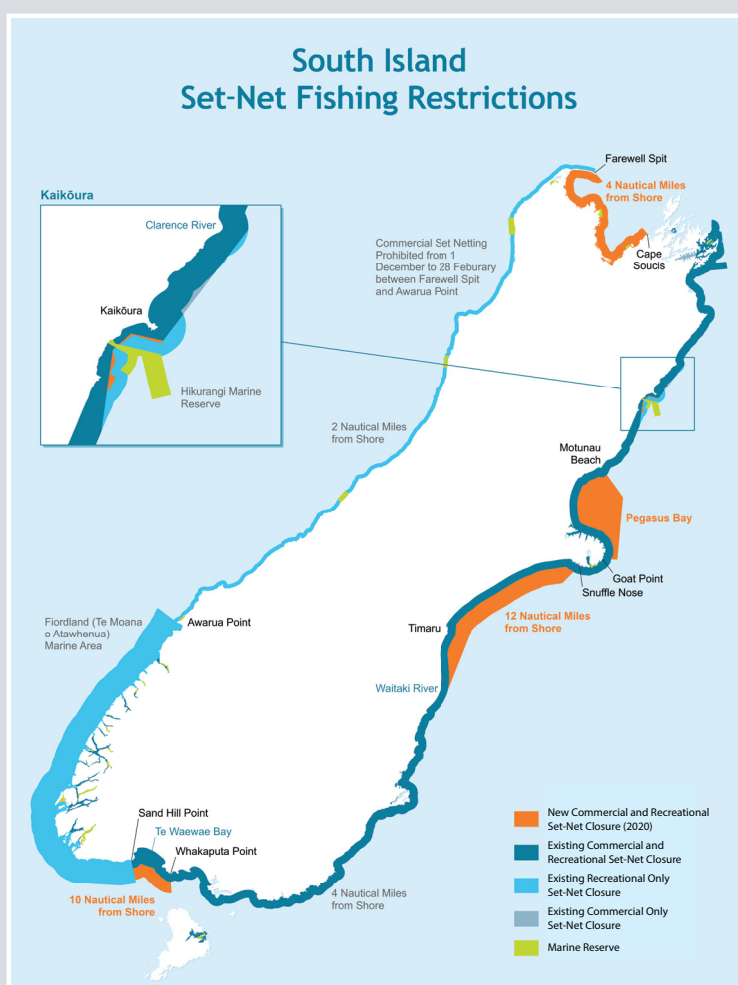 South Island
Set-Net Fishing Restrictions
Farewell Spit
4 Nautical Miles
from Shore
Kaikōura
Clarence River
Commercial Set Netting
Prohibited from 1
December to 28 Feburary
between Farewell Spit
and Awarua Point
Cape
Soucis
Kaikōura
Hikurangi Marine
Reserve
2 Nautical Miles
from Shore
Motunau
Beach
Pegasus Bay
Goat Point
Snuffle Nose
12 Nautical Miles
from Shore
Fiordland (Te Moana
o Atawhenua)
Marine Area
Awarua Point
Timaru
Waitaki River
Sand Hill Point
Te Waewae Bay
Whakaputa Point
10 Nautical Miles
from Shore
4 Nautical Miles
from Shore
New Commercial and Recreational
Set-Net Closure (2020)
Existing Commercial and
Recreational Set-Net Closure
Existing Recreational Only
Set-Net Closure
Existing Commercial Only
Set-Net Closure
Marine Reserve